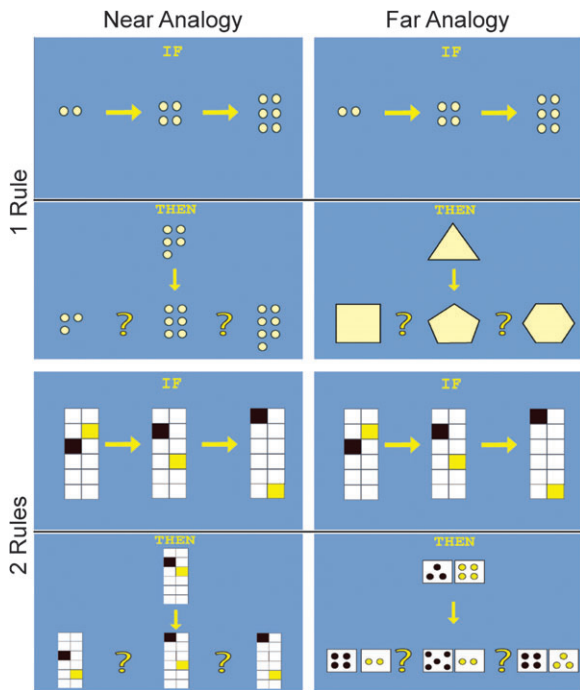 Near Analogy
Far Analogy
1 Rule
IF
IF
THEN
THEN
? ?
? ?
2 Rules
IF
IF
THEN
THEN
? ?
? ?